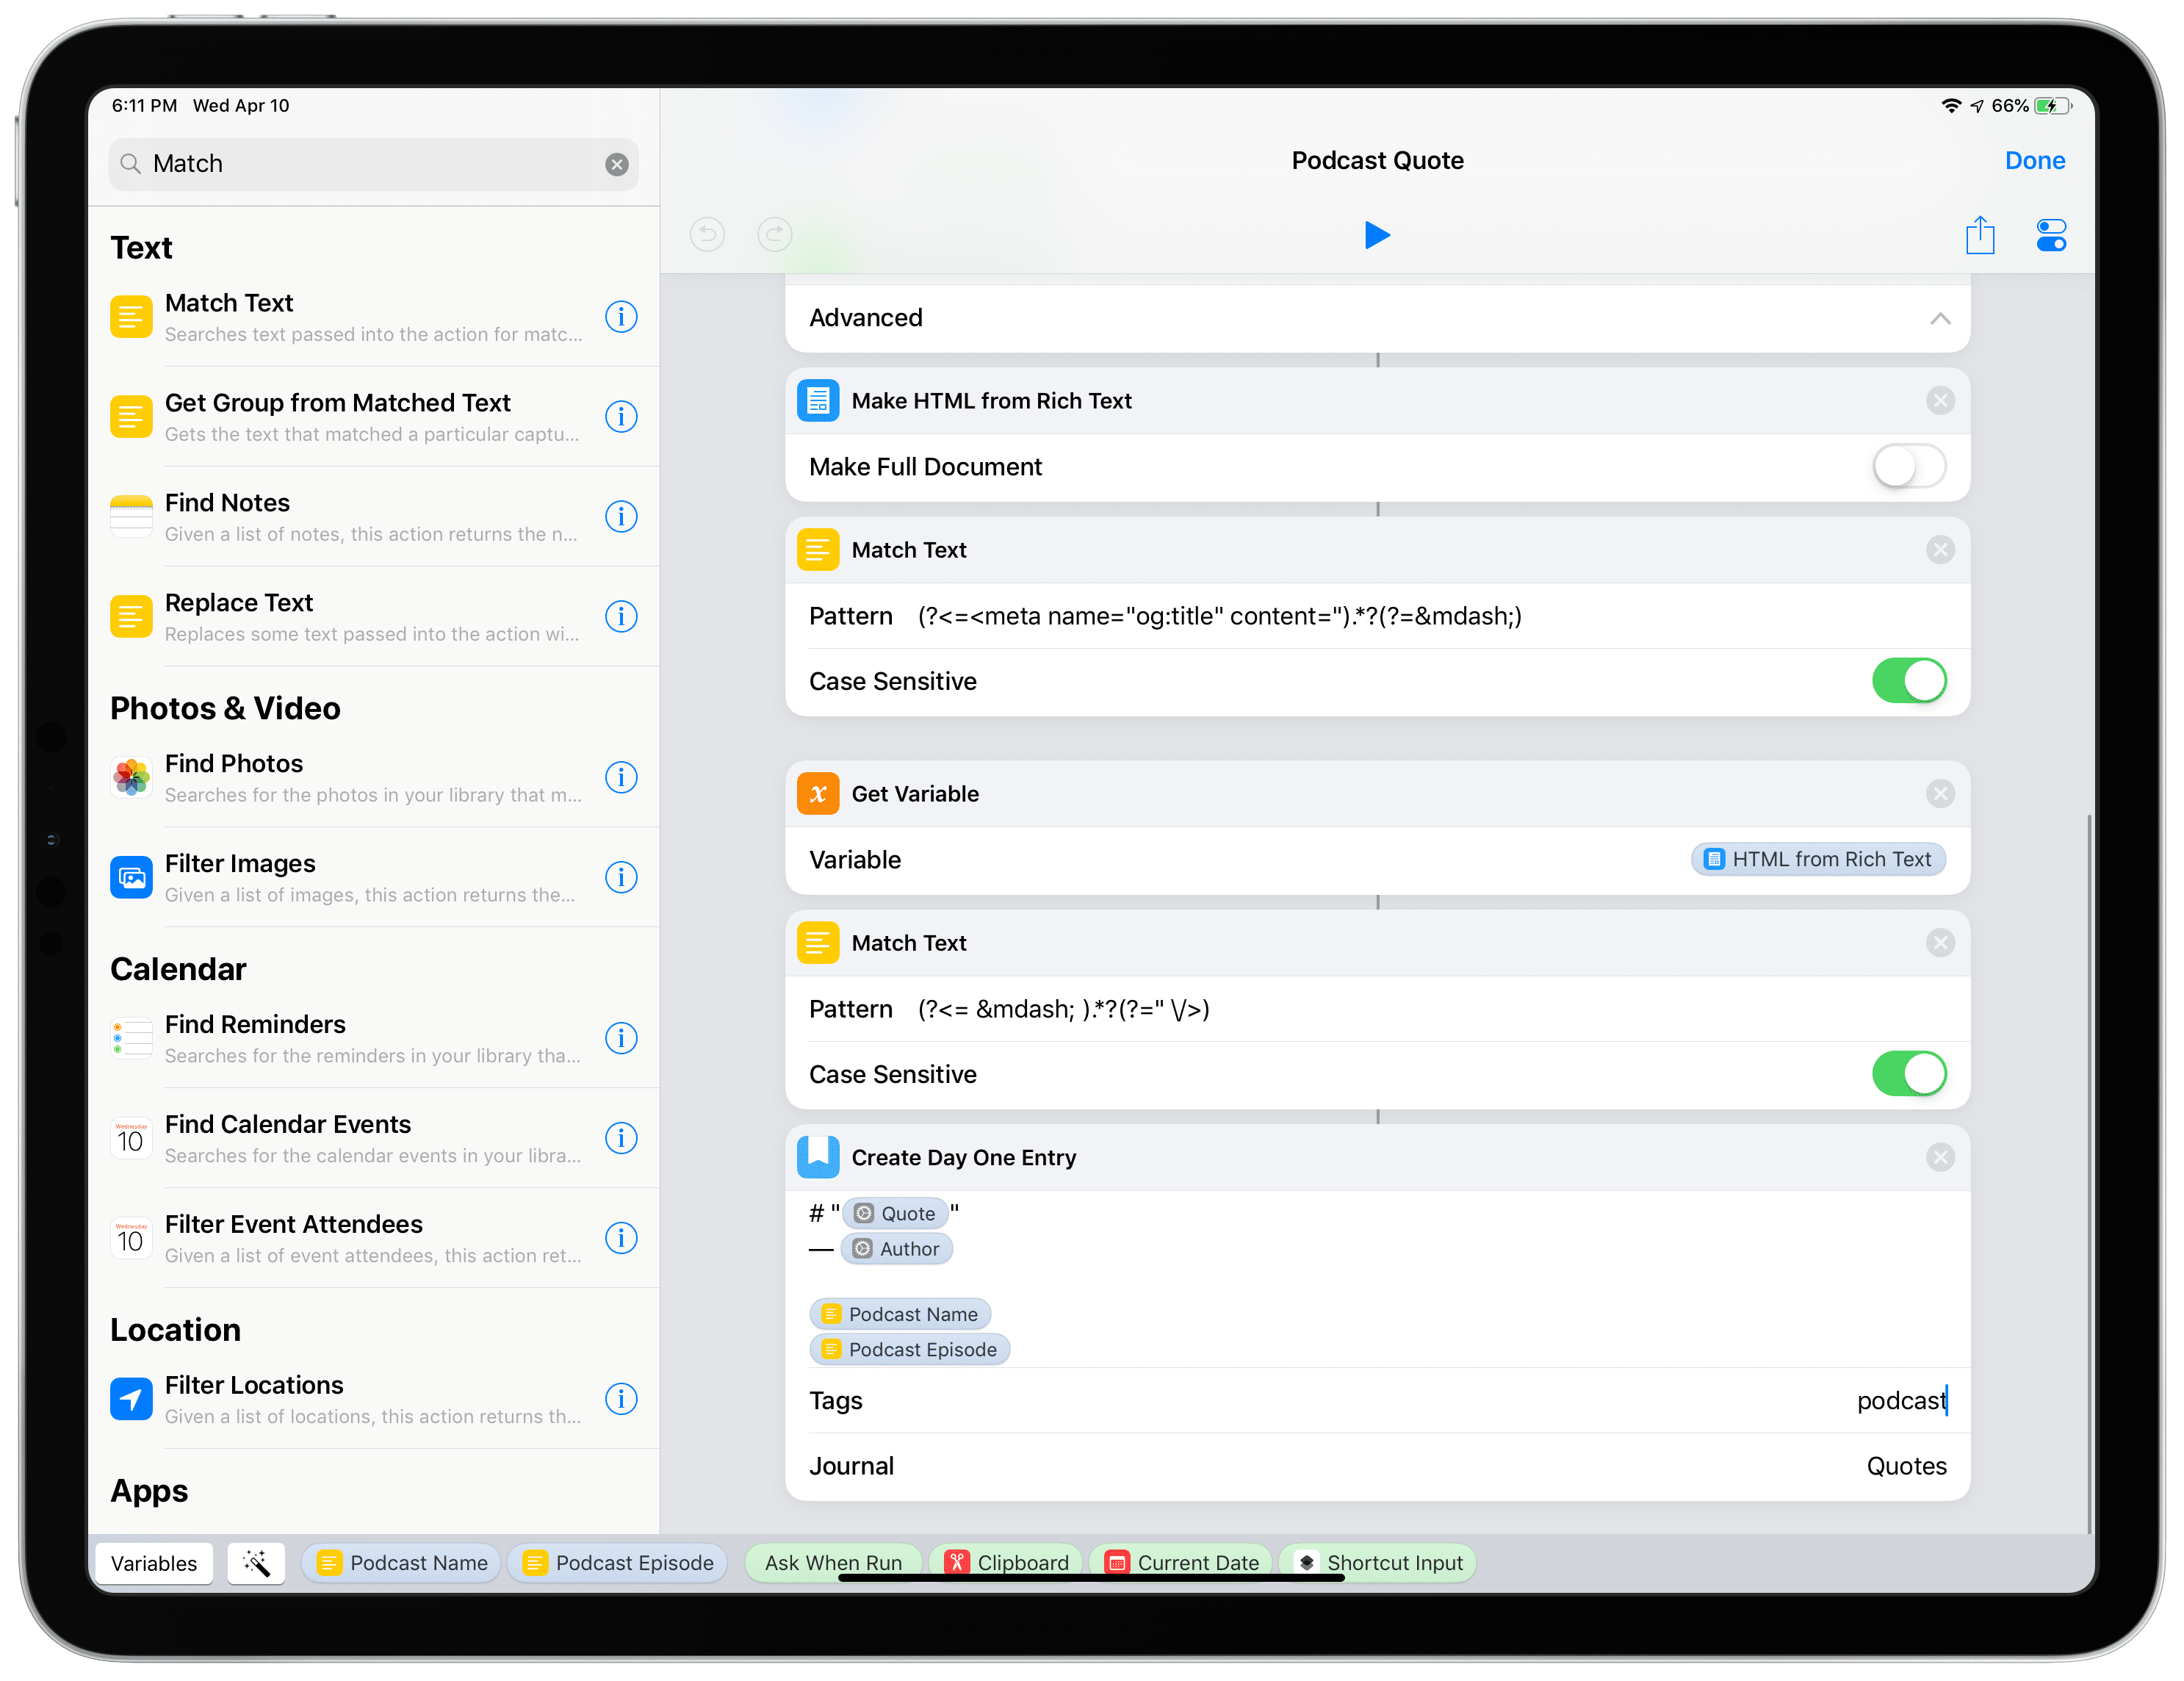 6:11 PM Wed Apr 10
66%
Match
Text
Match Text
Searches text passed into the action for matc...
Get Group from Matched Text
Gets the text that matched a particular captu...
Find Notes
Given a list of notes, this action returns the n...
Replace Text
Replaces some text passed into the action wi...
Photos & Video
Find Photos
Searches for the photos in your library that m...
Filter Images
Given a list of images, this action returns the...
Calendar
Find Reminders
Searches for the reminders in your library tha...
Wednesday
10
Find Calendar Events
Searches for the calendar events in your libra...
Wednesday
10
Filter Event Attendees
Given a list of event attendees, this action ret...
Location
Filter Locations
Given a list of locations, this action returns th...
Apps
Podcast Quote
Done
Advanced
Make HTML from Rich Text
Make Full Document
Match Text
Pattern (?<=<meta name="og:title" content=").*?(?=&mdash;)
Case Sensitive
x Get Variable
Variable HTML from Rich Text
Match Text
Pattern (?<= &mdash; ).*?(?=" \/>)
Case Sensitive
Create Day One Entry
# " Quote "
— Author
Podcast Name
Podcast Episode
Tags podcast
Journal Quotes
Variables Podcast Name Podcast Episode Ask When Run Clipboard Current Date Shortcut Input